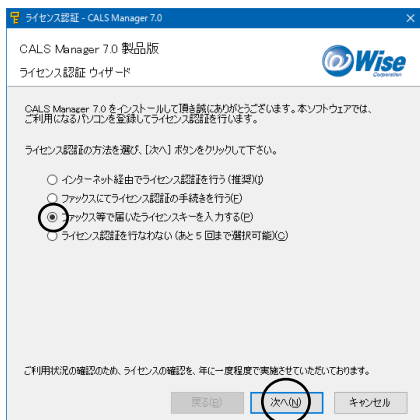 ライセンス認証 - CALS Manager 7.0
CALS Manager 7.0 製品版
ライセンス認証 ウィザード
Wise
Corporation
CALS Manager 7.0 をインストールして頂き誠にありがとうございます。本ソフトウェアでは、
ご利用になるパソコンを登録してライセンス認証を行います。
ライセンス認証の方法を選び、[次へ] ボタンをクリックして下さい。
インターネット経由でライセンス認証を行う(推奨)(I)
ファックスにてライセンス認証の手続きを行う(F)
ファックス等で届いたライセンスキーを入力する(P)
ライセンス認証を行なわない(あと 5 回まで選択可能)(C)
ご利用状況の確認のため、ライセンスの確認を、年に一度程度で実施させていただいております。
戻る(B)
次へ(N)
キャンセル